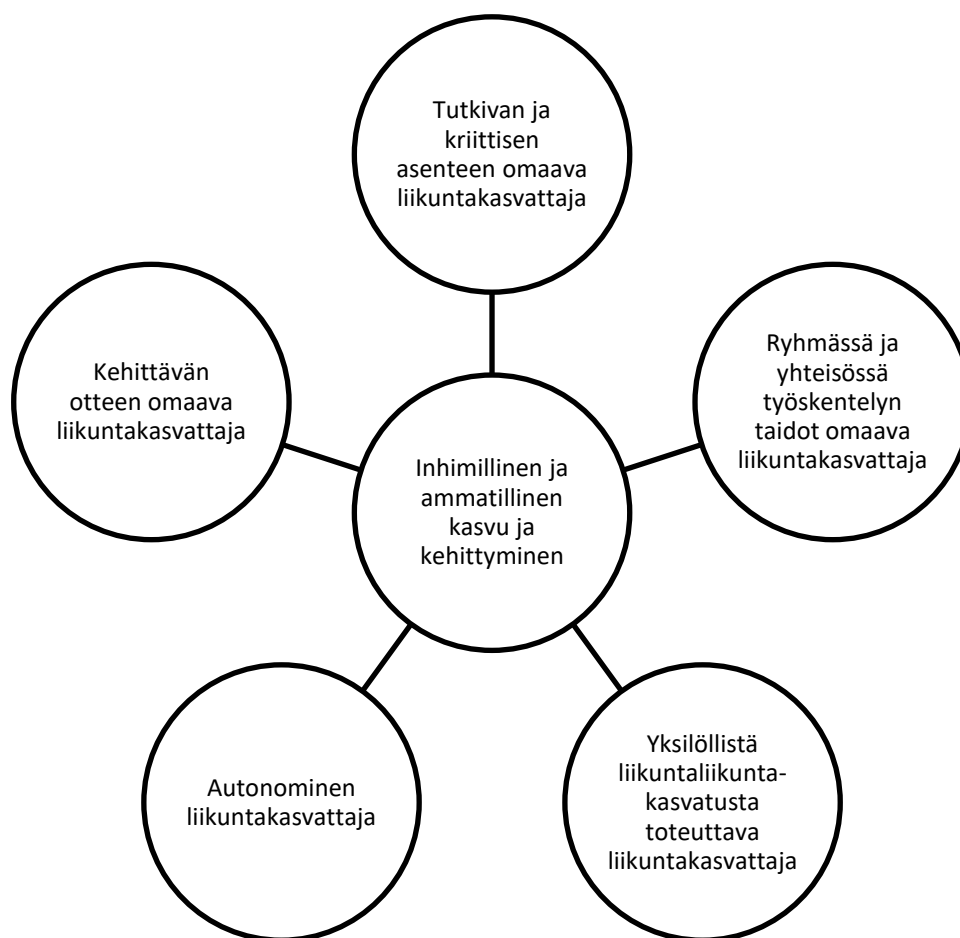 Tutkivan ja
kriittisen
asenteen omaava
liikuntakasvattaja
Ryhmässä ja
yhteisössä
työskentelyn
taidot omaava
liikuntakasvattaja
Yksilöllistä
liikuntaliikunta-
kasvatusta
toteuttava
liikuntakasvattaja
Autonominen
liikuntakasvattaja
Kehittävän
otteen omaava
liikuntakasvattaja
Inhimillinen ja
ammatillinen
kasvu ja
kehittyminen